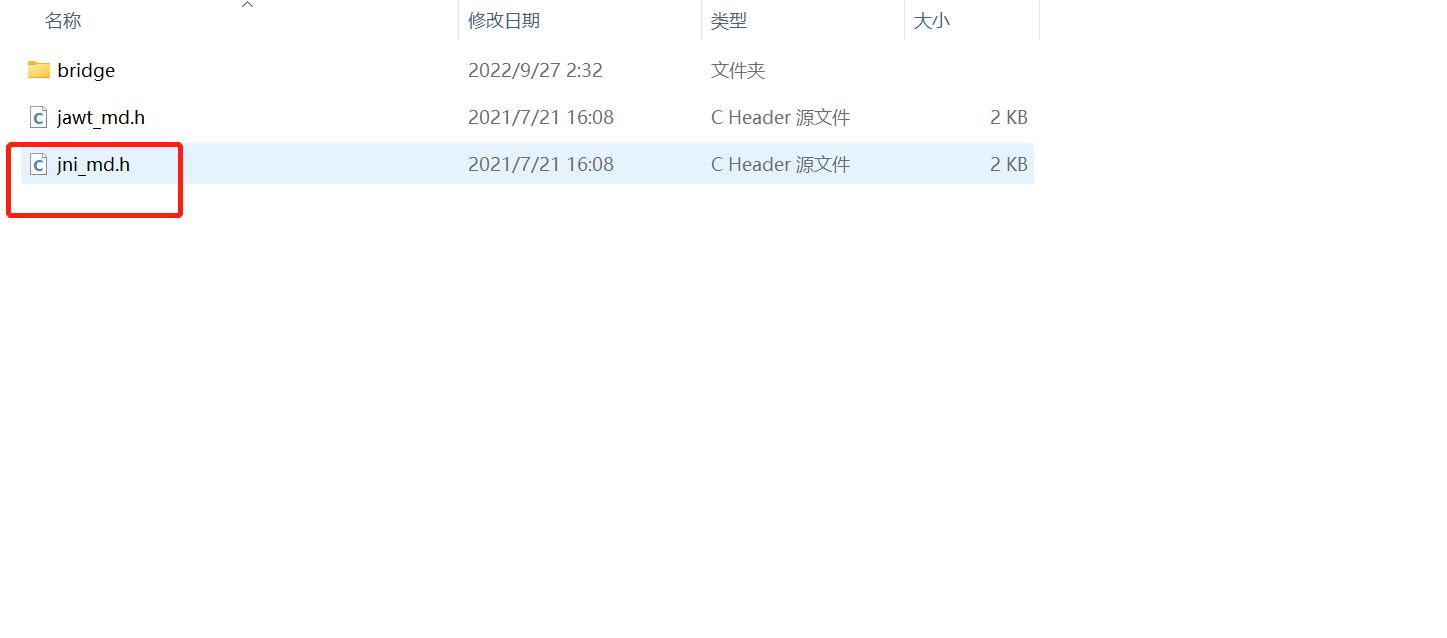 名称 修改日期 类型 大小
bridge 2022/9/27 2:32 文件夹
jawt_md.h 2021/7/21 16:08 C Header 源文件 2 KB
jni_md.h 2021/7/21 16:08 C Header 源文件 2 KB